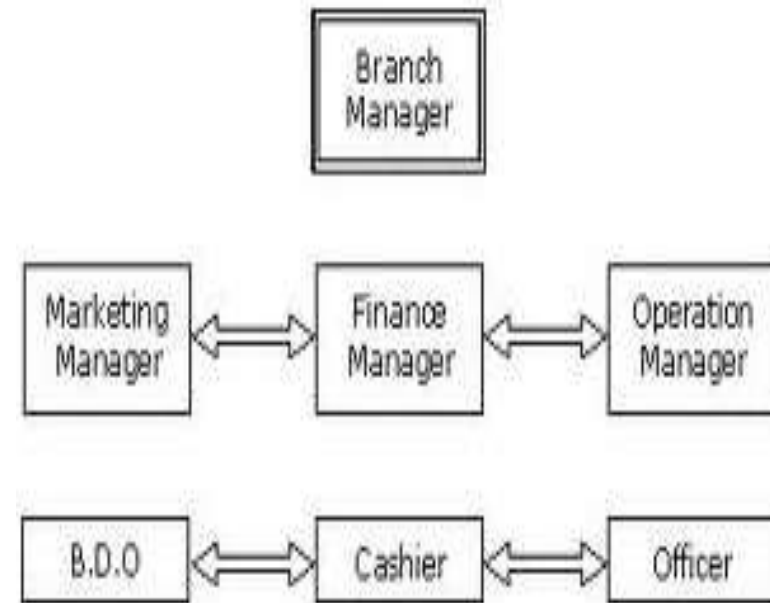 Branch
Manager
Marketing
Manager
Finance
Manager
Operation
Manager
B.D.O
Cashier
Officer